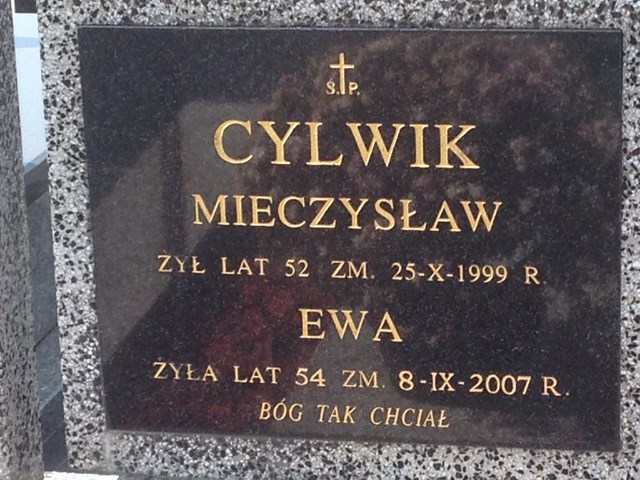 Ś.P.
CYLWIK
MIECZYSŁAW
ŻYŁ LAT 52 ZM. 25-X-1999 R.
EWA
ŻYŁA LAT 54 ZM. 8-IX-2007 R.
BÓG TAK CHCIAŁ